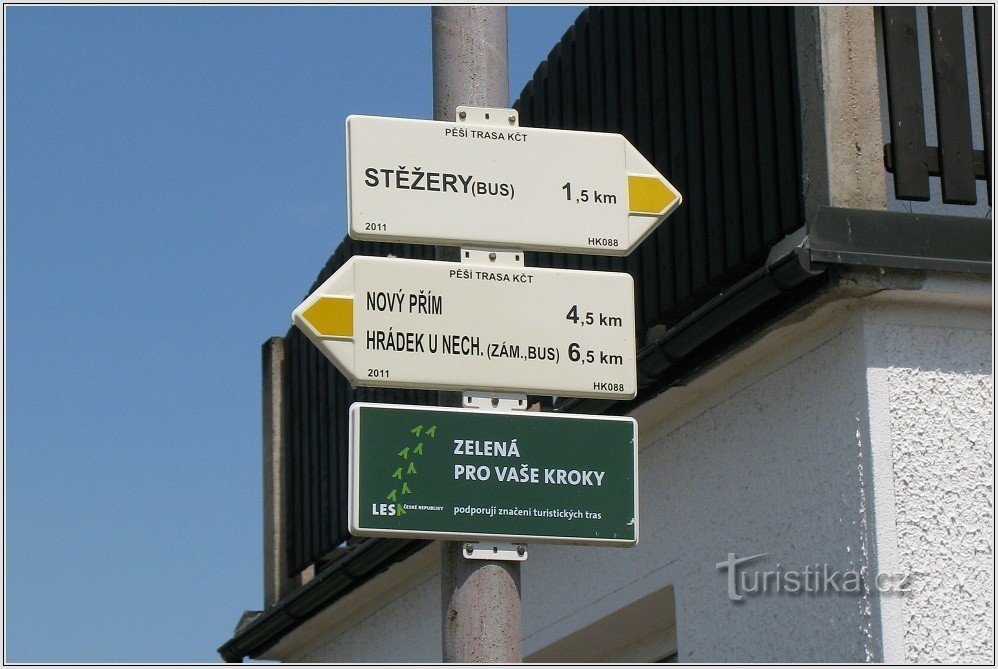 PĚŠÍ TRASA KČT
STĚŽERY(BUS) 1,5 km
2011 HK088
PĚŠÍ TRASA KČT
NOVÝ PŘÍM 4,5 km
HRÁDEK U NECH. (ZÁM.,BUS) 6,5 km
2011 HK088
ZELENÁ
PRO VAŠE KROKY
LESY ČESKÉ REPUBLIKY podporují značení turistických tras
Turistika.cz